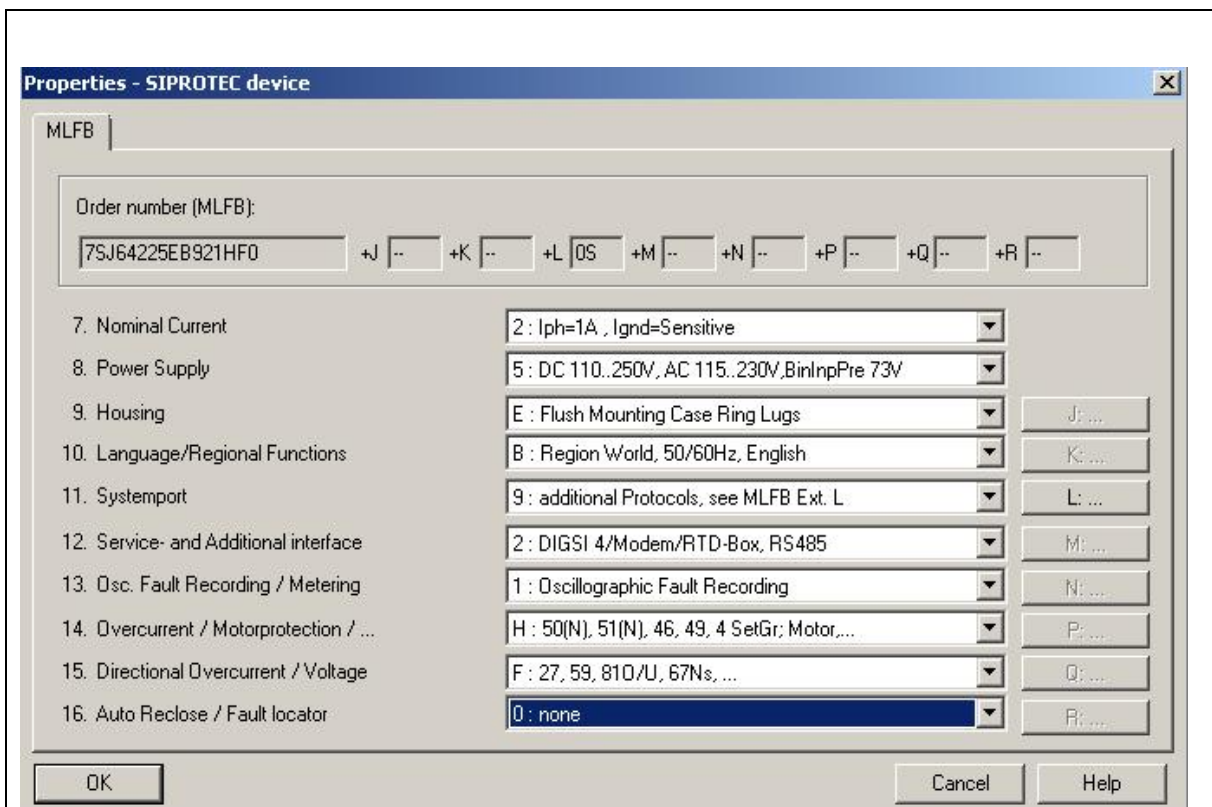 Properties - SIPROTEC device
MLFB
Order number (MLFB):
7SJ64225EB921HF0 +J -- +K -- +L 0S +M -- +N -- +P -- +Q -- +R --
7. Nominal Current 2 : Iph=1A , Ignd=Sensitive
8. Power Supply 5 : DC 110..250V, AC 115..230V,BinInpPre 73V
9. Housing E : Flush Mounting Case Ring Lugs J: ...
10. Language/Regional Functions B : Region World, 50/60Hz, English K: ...
11. Systemport 9 : additional Protocols, see MLFB Ext. L L: ...
12. Service- and Additional interface 2 : DIGSI 4/Modem/RTD-Box, RS485 M: ...
13. Osc. Fault Recording / Metering 1 : Oscillographic Fault Recording N: ...
14. Overcurrent / Motorprotection / ... H : 50(N), 51(N), 46, 49, 4 SetGr; Motor,... P: ...
15. Directional Overcurrent / Voltage F : 27, 59, 81O/U, 67Ns, ... Q: ...
16. Auto Reclose / Fault locator 0 : none R: ...
OK Cancel Help